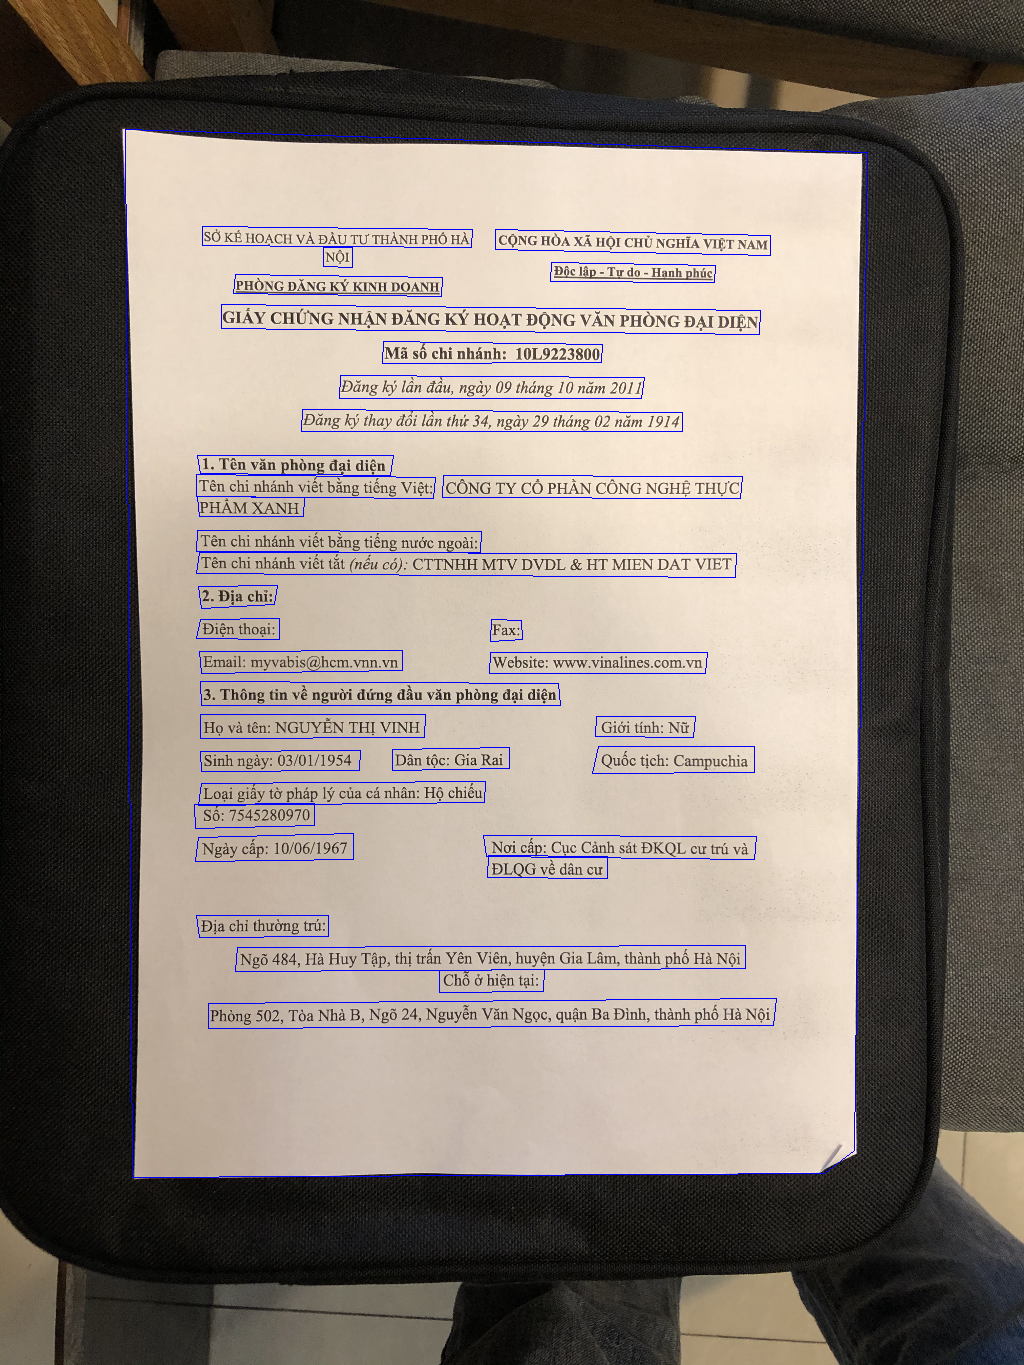 SỞ KẾ HOẠCH VÀ ĐẦU TƯ THÀNH PHỐ HÀ NỘI
PHÒNG ĐĂNG KÝ KINH DOANH
CỘNG HÒA XÃ HỘI CHỦ NGHĨA VIỆT NAM
Độc lập - Tự do - Hạnh phúc
GIẤY CHỨNG NHẬN ĐĂNG KÝ HOẠT ĐỘNG VĂN PHÒNG ĐẠI DIỆN
Mã số chi nhánh: 10L9223800
Đăng ký lần đầu, ngày 09 tháng 10 năm 2011
Đăng ký thay đổi lần thứ 34, ngày 29 tháng 02 năm 1914
1. Tên văn phòng đại diện
Tên chi nhánh viết bằng tiếng Việt: CÔNG TY CỔ PHẦN CÔNG NGHỆ THỰC
PHẨM XANH
Tên chi nhánh viết bằng tiếng nước ngoài:
Tên chi nhánh viết tắt (nếu có): CTTNHH MTV DVDL & HT MIEN DAT VIET
2. Địa chỉ:
Điện thoại: Fax:
Email: myvabis@hcm.vnn.vn Website: www.vinalines.com.vn
3. Thông tin về người đứng đầu văn phòng đại diện
Họ và tên: NGUYỄN THỊ VINH Giới tính: Nữ
Sinh ngày: 03/01/1954 Dân tộc: Gia Rai Quốc tịch: Campuchia
Loại giấy tờ pháp lý của cá nhân: Hộ chiếu
Số: 7545280970
Ngày cấp: 10/06/1967 Nơi cấp: Cục Cảnh sát ĐKQL cư trú và
ĐLQG về dân cư
Địa chỉ thường trú:
Ngõ 484, Hà Huy Tập, thị trấn Yên Viên, huyện Gia Lâm, thành phố Hà Nội
Chỗ ở hiện tại:
Phòng 502, Tòa Nhà B, Ngõ 24, Nguyễn Văn Ngọc, quận Ba Đình, thành phố Hà Nội